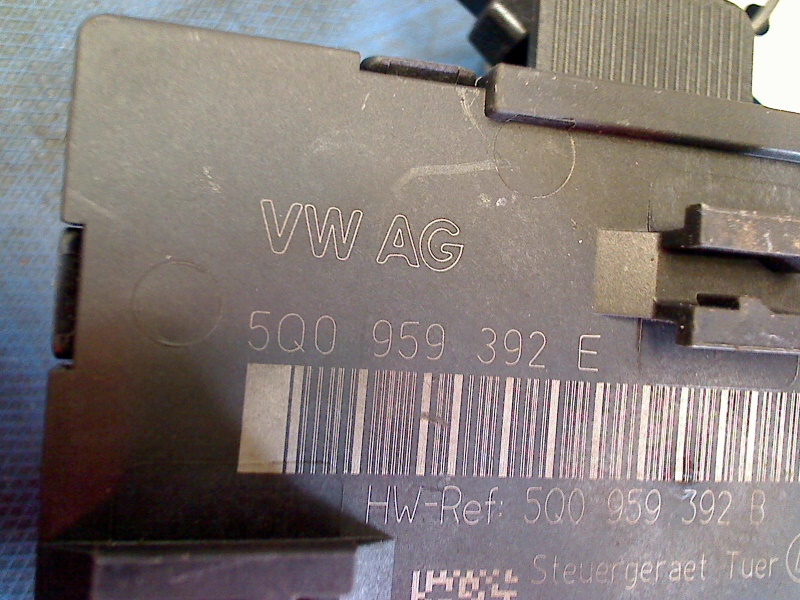 VW AG
5Q0 959 392 E
HW-Ref: 5Q0 959 392 B
Steuergeraet Tuer